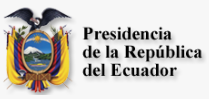 Presidencia
de la República
del Ecuador